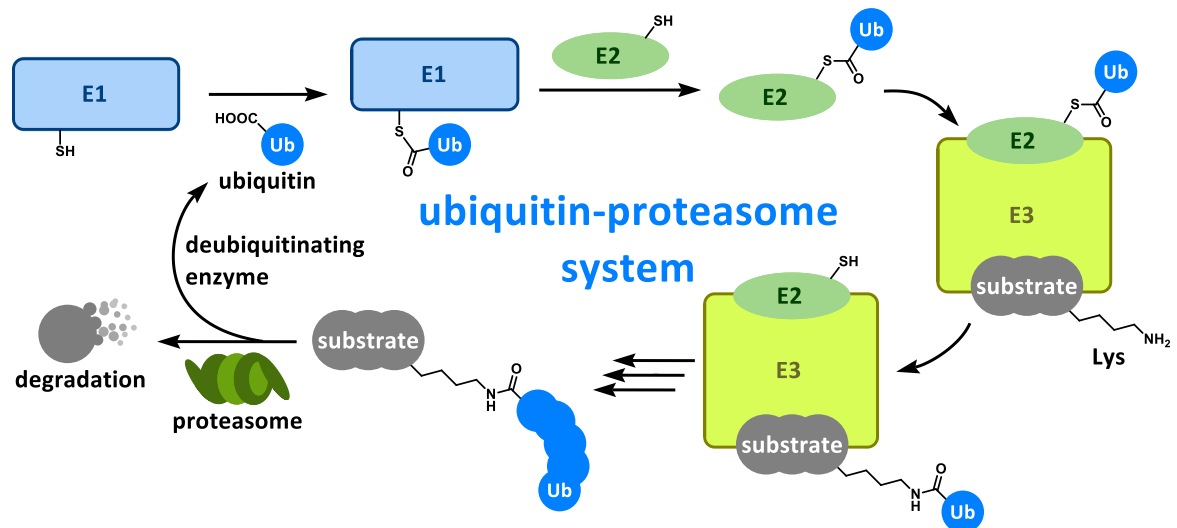 E1
SH
HOOC
Ub
ubiquitin
E1
S
O
Ub
E2
SH
E2
S
O
Ub
E2
S
O
Ub
E3
substrate
Lys
NH2
ubiquitin-proteasome
system
deubiquitinating
enzyme
E2
SH
E3
substrate
N
H
O
Ub
substrate
N
H
O
Ub
proteasome
degradation